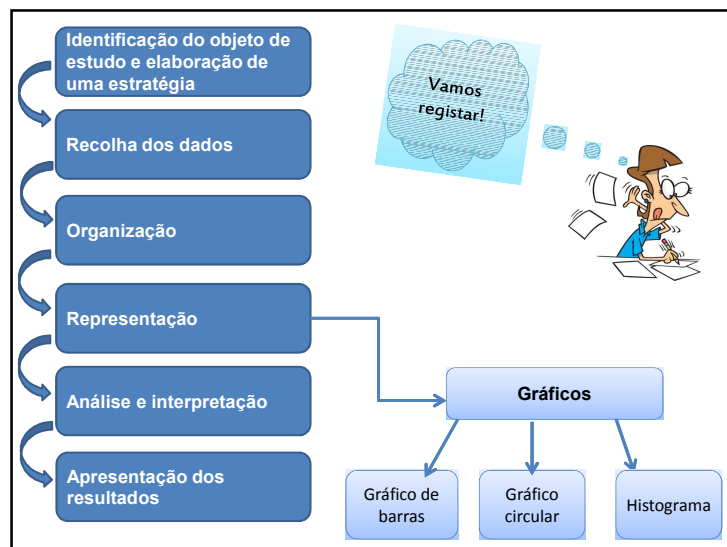 Identificação do objeto de
estudo e elaboração de
uma estratégia
Vamos
registar!
Recolha dos dados
Organização
Representação
Análise e interpretação
Apresentação dos
resultados
Gráficos
Gráfico de
barras
Gráfico
circular
Histograma